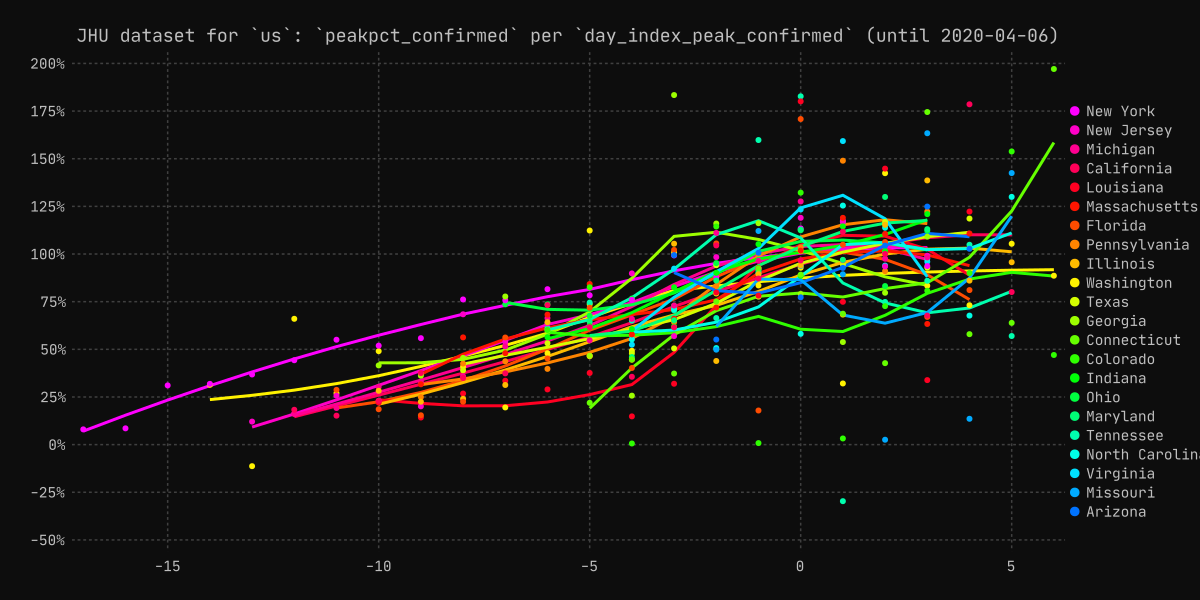 JHU dataset for `us`: `peakpct_confirmed` per `day_index_peak_confirmed` (until 2020-04-06)
200%
175%
150%
125%
100%
75%
50%
25%
0%
−25%
−50%
−15
−10
−5
0
5
New York
New Jersey
Michigan
California
Louisiana
Massachusetts
Florida
Pennsylvania
Illinois
Washington
Texas
Georgia
Connecticut
Colorado
Indiana
Ohio
Maryland
Tennessee
North Carolina
Virginia
Missouri
Arizona